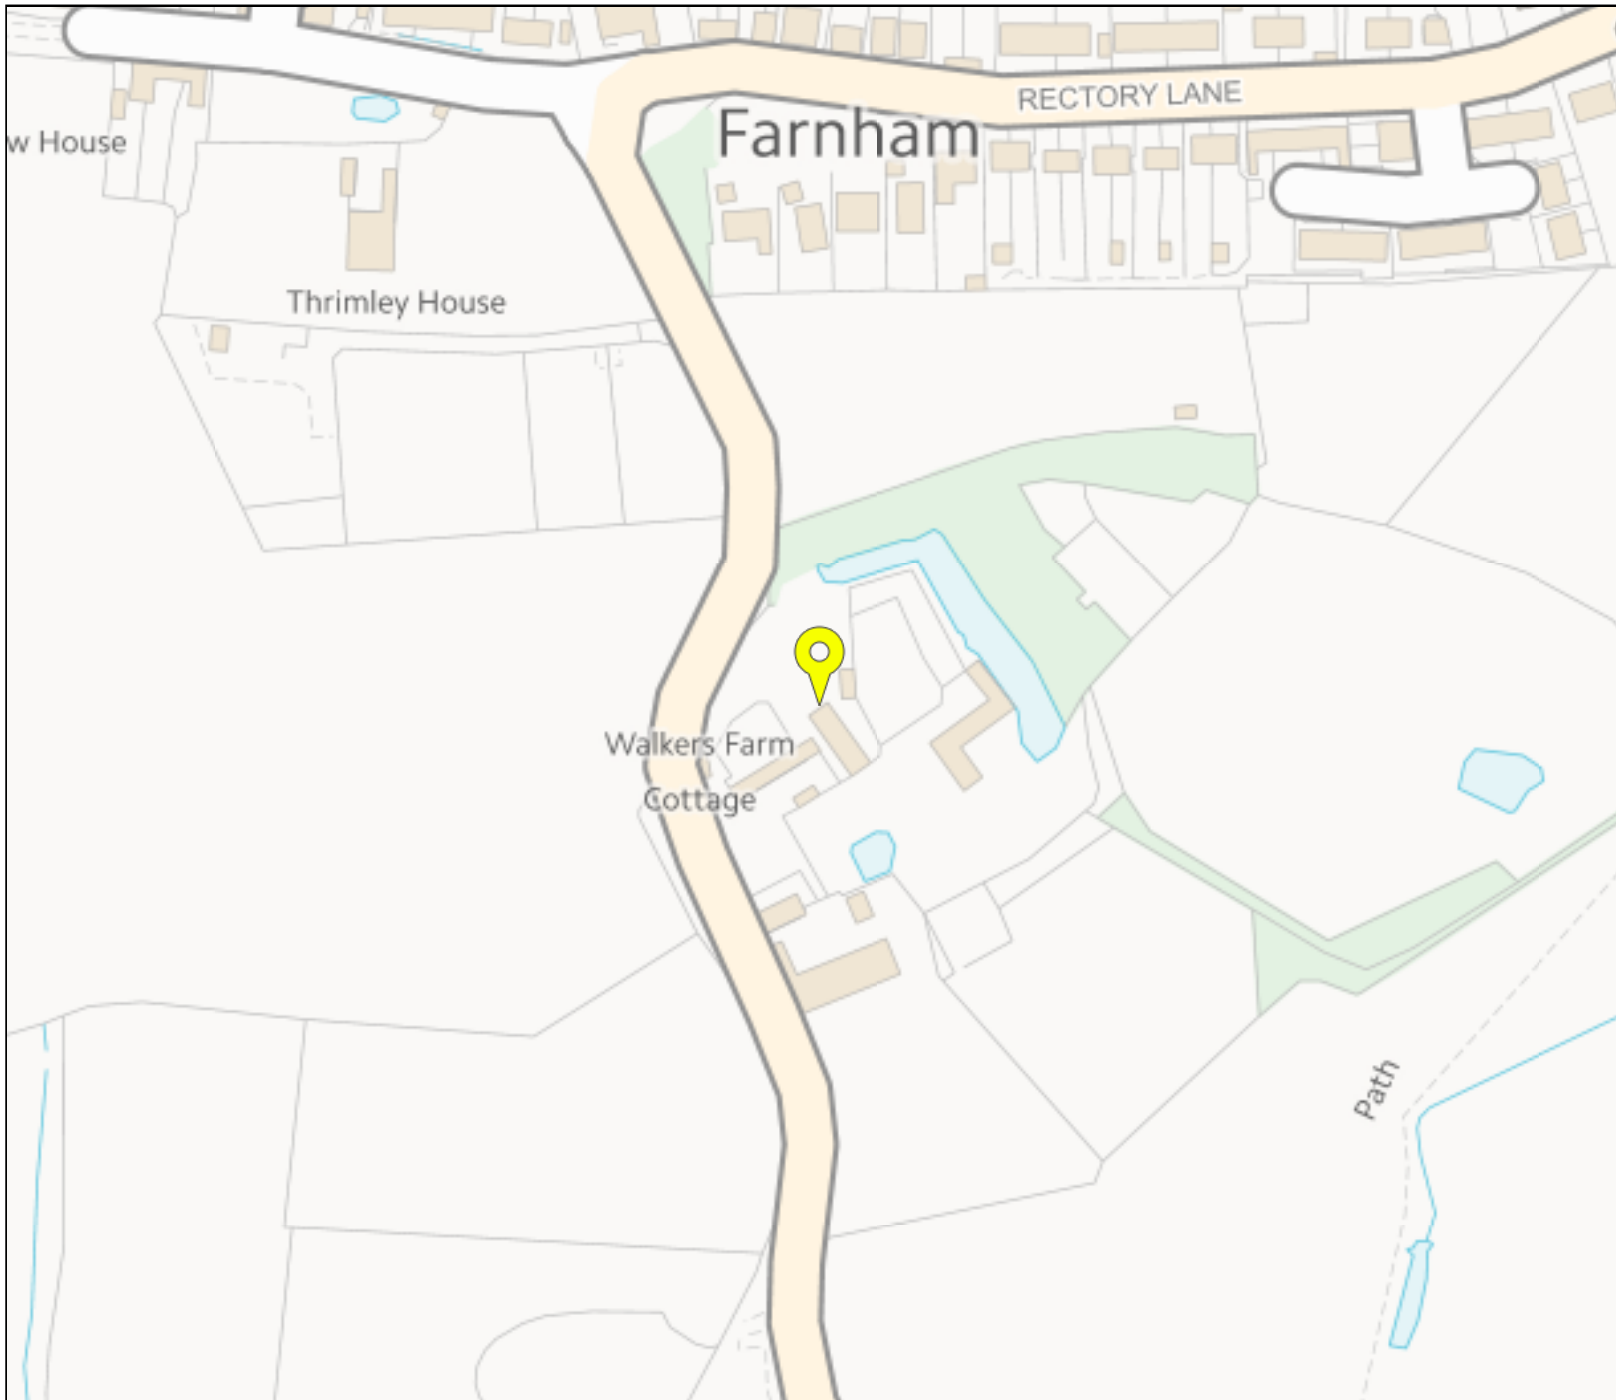 RECTORY LANE
Farnham
w House
Thrimley House
Walkers Farm
Cottage
Path